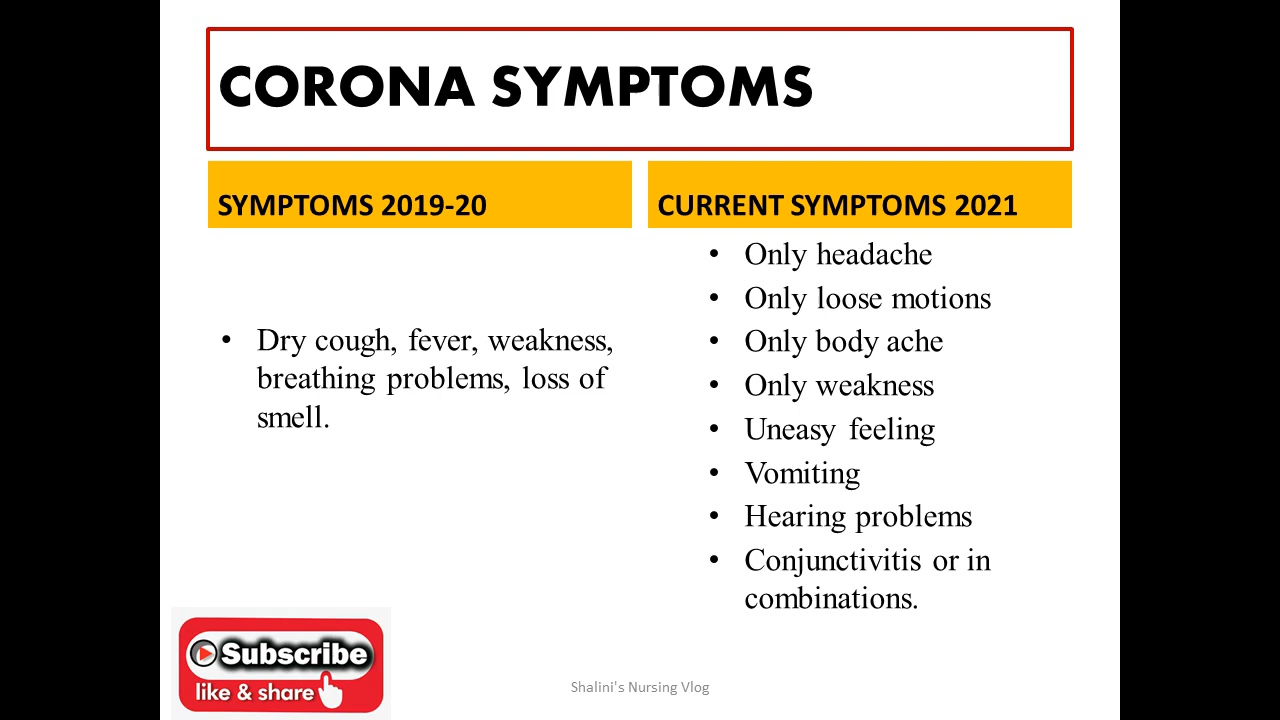 CORONA SYMPTOMS
SYMPTOMS 2019-20
• Dry cough, fever, weakness,
breathing problems, loss of
smell.
CURRENT SYMPTOMS 2021
• Only headache
• Only loose motions
• Only body ache
• Only weakness
• Uneasy feeling
• Vomiting
• Hearing problems
• Conjunctivitis or in
combinations.
Subscribe
like & share
Shalini's Nursing Vlog